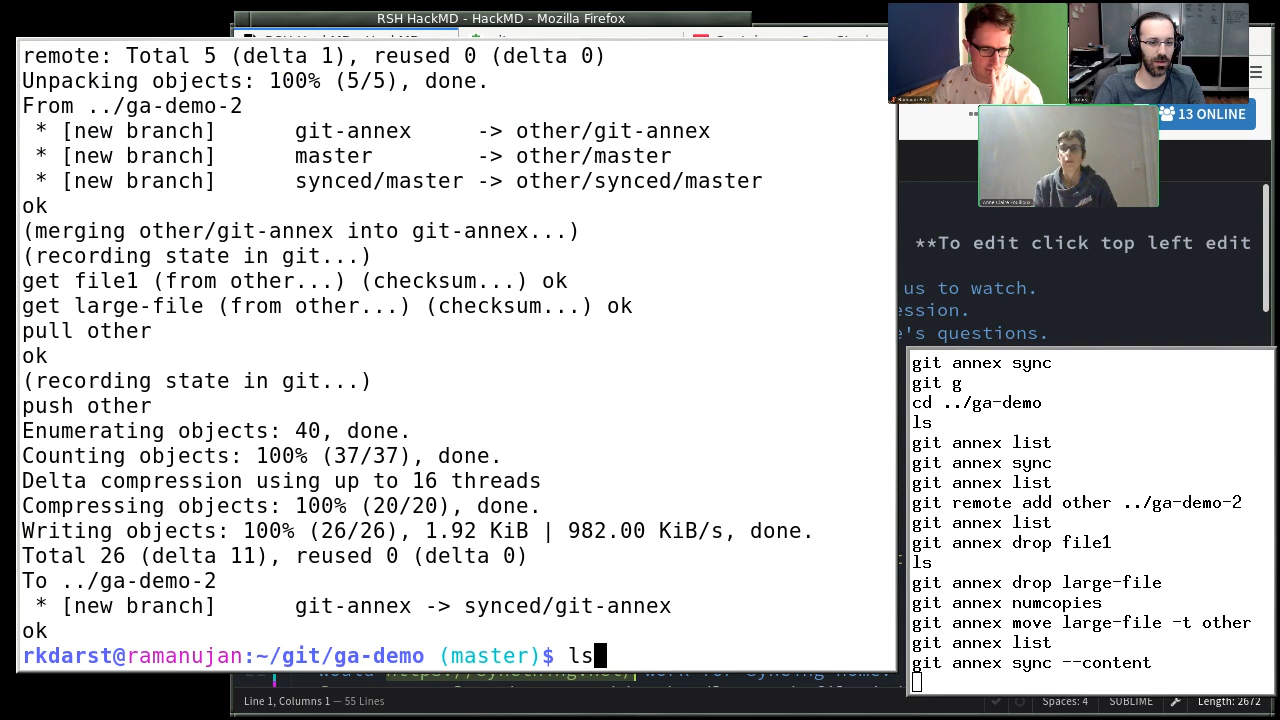 RSH HackMD - HackMD - Mozilla Firefox
remote: Total 5 (delta 1), reused 0 (delta 0)
Unpacking objects: 100% (5/5), done.
From ../ga-demo-2
 * [new branch]      git-annex     -> other/git-annex
 * [new branch]      master        -> other/master
 * [new branch]      synced/master -> other/synced/master
ok
(merging other/git-annex into git-annex...)
(recording state in git...)
get file1 (from other...) (checksum...) ok
get large-file (from other...) (checksum...) ok
pull other
ok
(recording state in git...)
push other
Enumerating objects: 40, done.
Counting objects: 100% (37/37), done.
Delta compression using up to 16 threads
Compressing objects: 100% (20/20), done.
Writing objects: 100% (26/26), 1.92 KiB | 982.00 KiB/s, done.
Total 26 (delta 11), reused 0 (delta 0)
To ../ga-demo-2
 * [new branch]      git-annex -> synced/git-annex
ok
rkdarst@ramanujan:~/git/ga-demo (master)$ ls
13 ONLINE
**To edit click top left edit
us to watch.
ession.
's questions.
git annex sync
git g
cd ../ga-demo
ls
git annex list
git annex sync
git annex list
git remote add other ../ga-demo-2
git annex list
git annex drop file1
ls
git annex drop large-file
git annex numcopies
git annex move large-file -t other
git annex list
git annex sync --content
Line 1, Columns 1 — 55 Lines
Spaces: 4
SUBLIME
Length: 2672